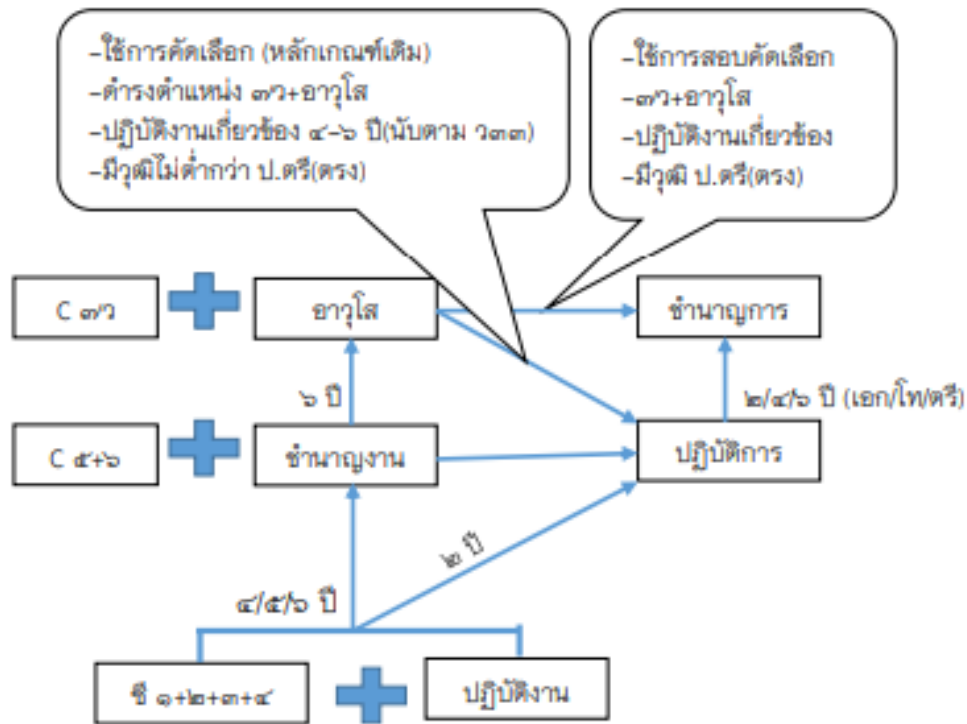 -ใช้การคัดเลือก (หลักเกณฑ์เดิม)
-ดำรงตำแหน่ง ๗ว+อาวุโส
-ปฏิบัติงานเกี่ยวข้อง ๔-๖ ปี(นับตาม ว๓๓)
-มีวุฒิไม่ต่ำกว่า ป.ตรี(ตรง)
-ใช้การสอบคัดเลือก
-๗ว+อาวุโส
-ปฏิบัติงานเกี่ยวข้อง
-มีวุฒิ ป.ตรี(ตรง)
C ๗ว
อาวุโส
ชำนาญการ
๖ ปี
๒/๔/๖ ปี (เอก/โท/ตรี)
C ๕+๖
ชำนาญงาน
ปฏิบัติการ
๒ ปี
๔/๕/๖ ปี
ซี ๑+๒+๓+๔
ปฏิบัติงาน